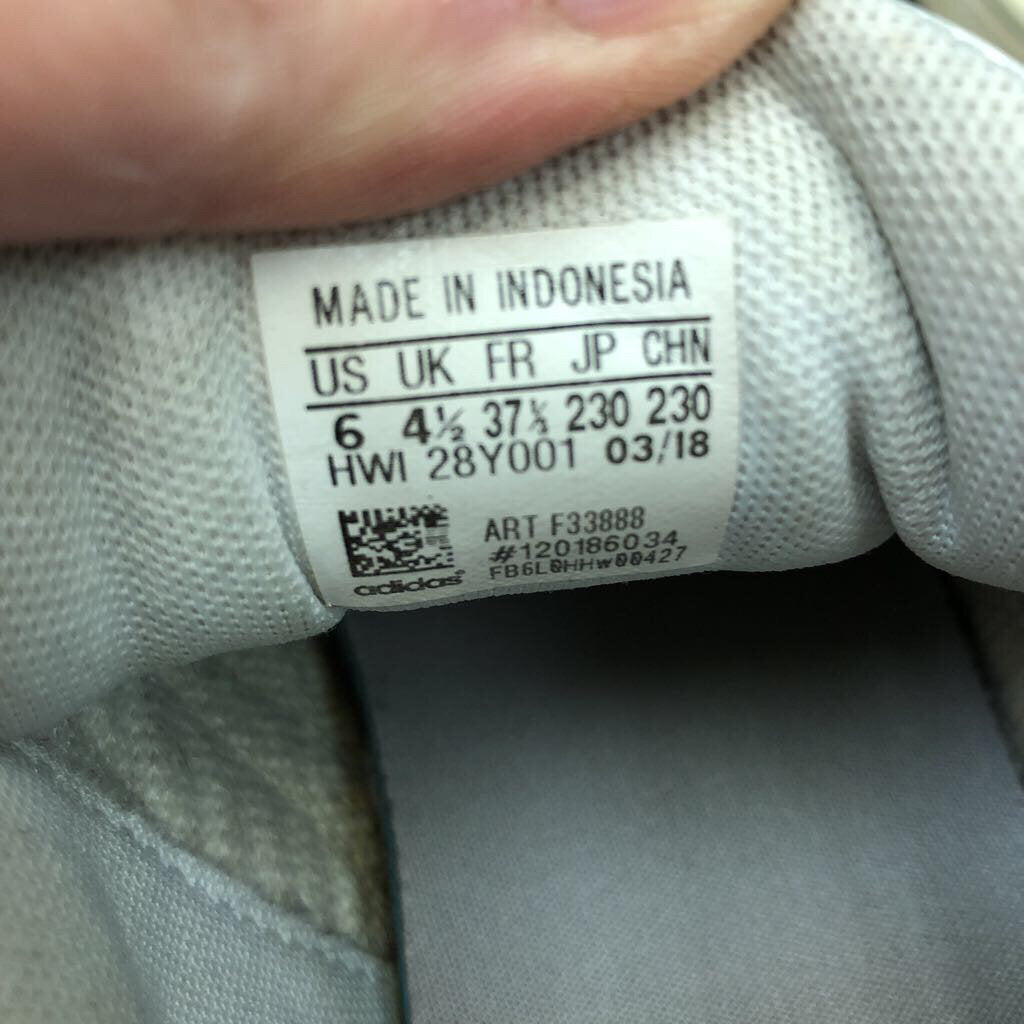 MADE IN INDONESIA
US UK FR JP CHN
6 4½ 37⅓ 230 230
HWI 28Y001 03/18
ART F33888
#120186034
FB6L0HHw00427
adidas